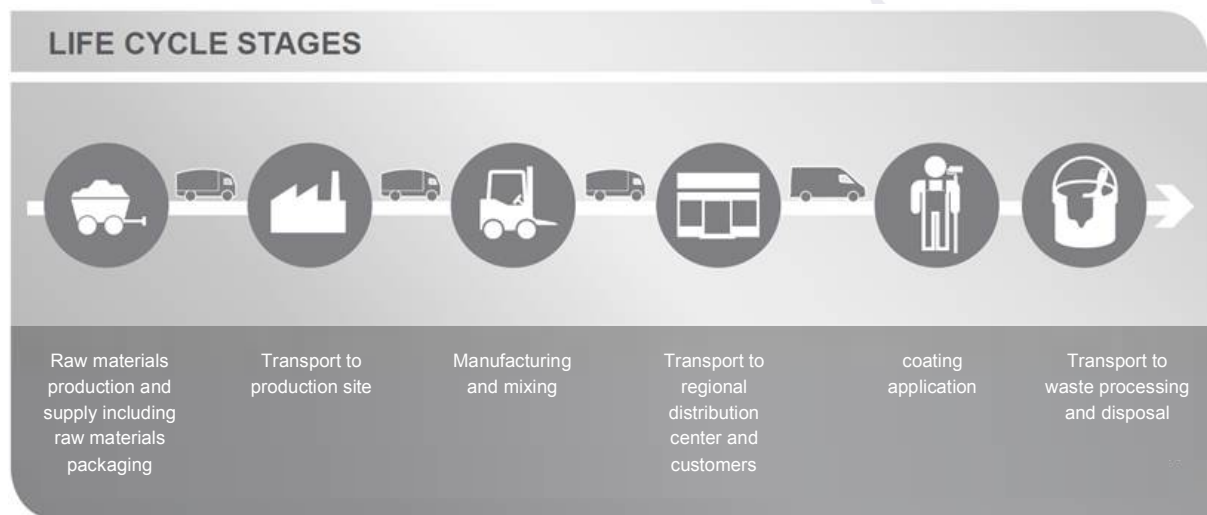 LIFE CYCLE STAGES
Raw materials
production and
supply including
raw materials
packaging
Transport to
production site
Manufacturing
and mixing
Transport to
regional
distribution
center and
customers
coating
application
Transport to
waste processing
and disposal